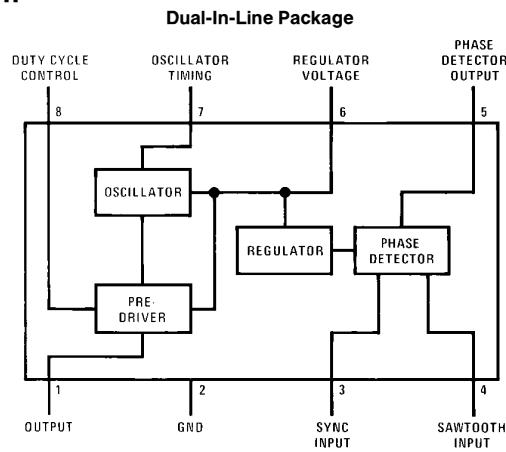 Dual-In-Line Package
DUTY CYCLE
CONTROL
OSCILLATOR
TIMING
REGULATOR
VOLTAGE
PHASE
DETECTOR
OUTPUT
8
7
6
5
OSCILLATOR
REGULATOR
PHASE
DETECTOR
PRE-
DRIVER
1
2
3
4
OUTPUT
GND
SYNC
INPUT
SAWTOOTH
INPUT